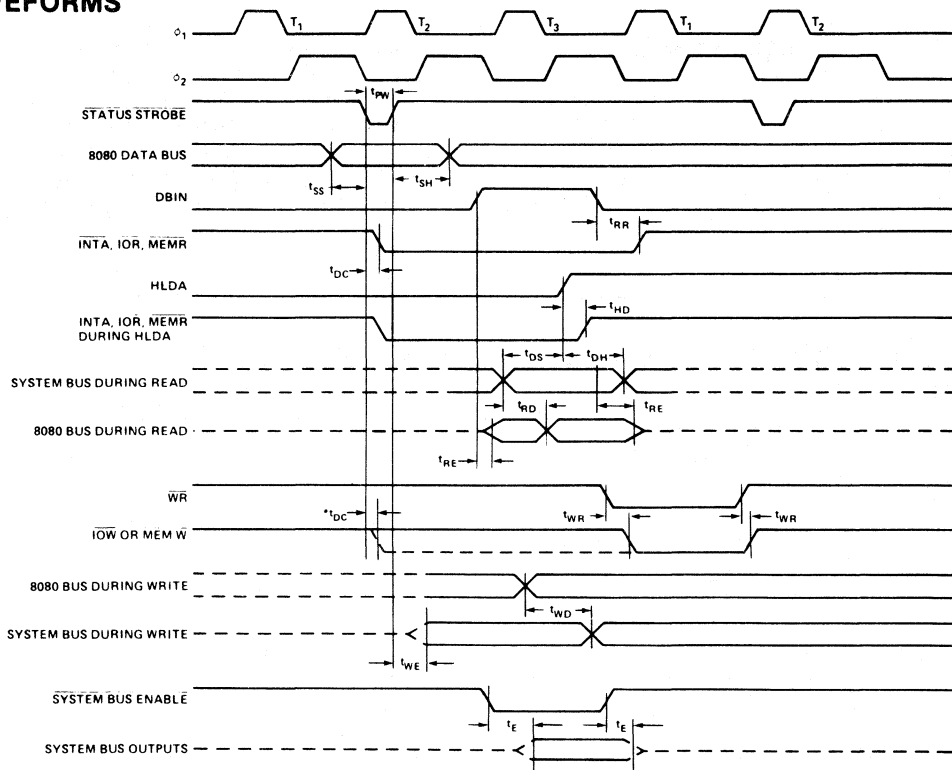 VEFORMS
T1 T2 T3 T1 T2
ϕ1
ϕ2
tPW
STATUS STROBE
8080 DATA BUS
tSS tSH
DBIN
tRR
INTA, IOR, MEMR
tDC
HLDA
tHD
INTA, IOR, MEMR
DURING HLDA
tDS tDH
SYSTEM BUS DURING READ
tRD tRE
8080 BUS DURING READ
tRE
WR
*tDC tWR tWR
IOW OR MEM W
8080 BUS DURING WRITE
tWD
SYSTEM BUS DURING WRITE
tWE
SYSTEM BUS ENABLE
tE tE
SYSTEM BUS OUTPUTS